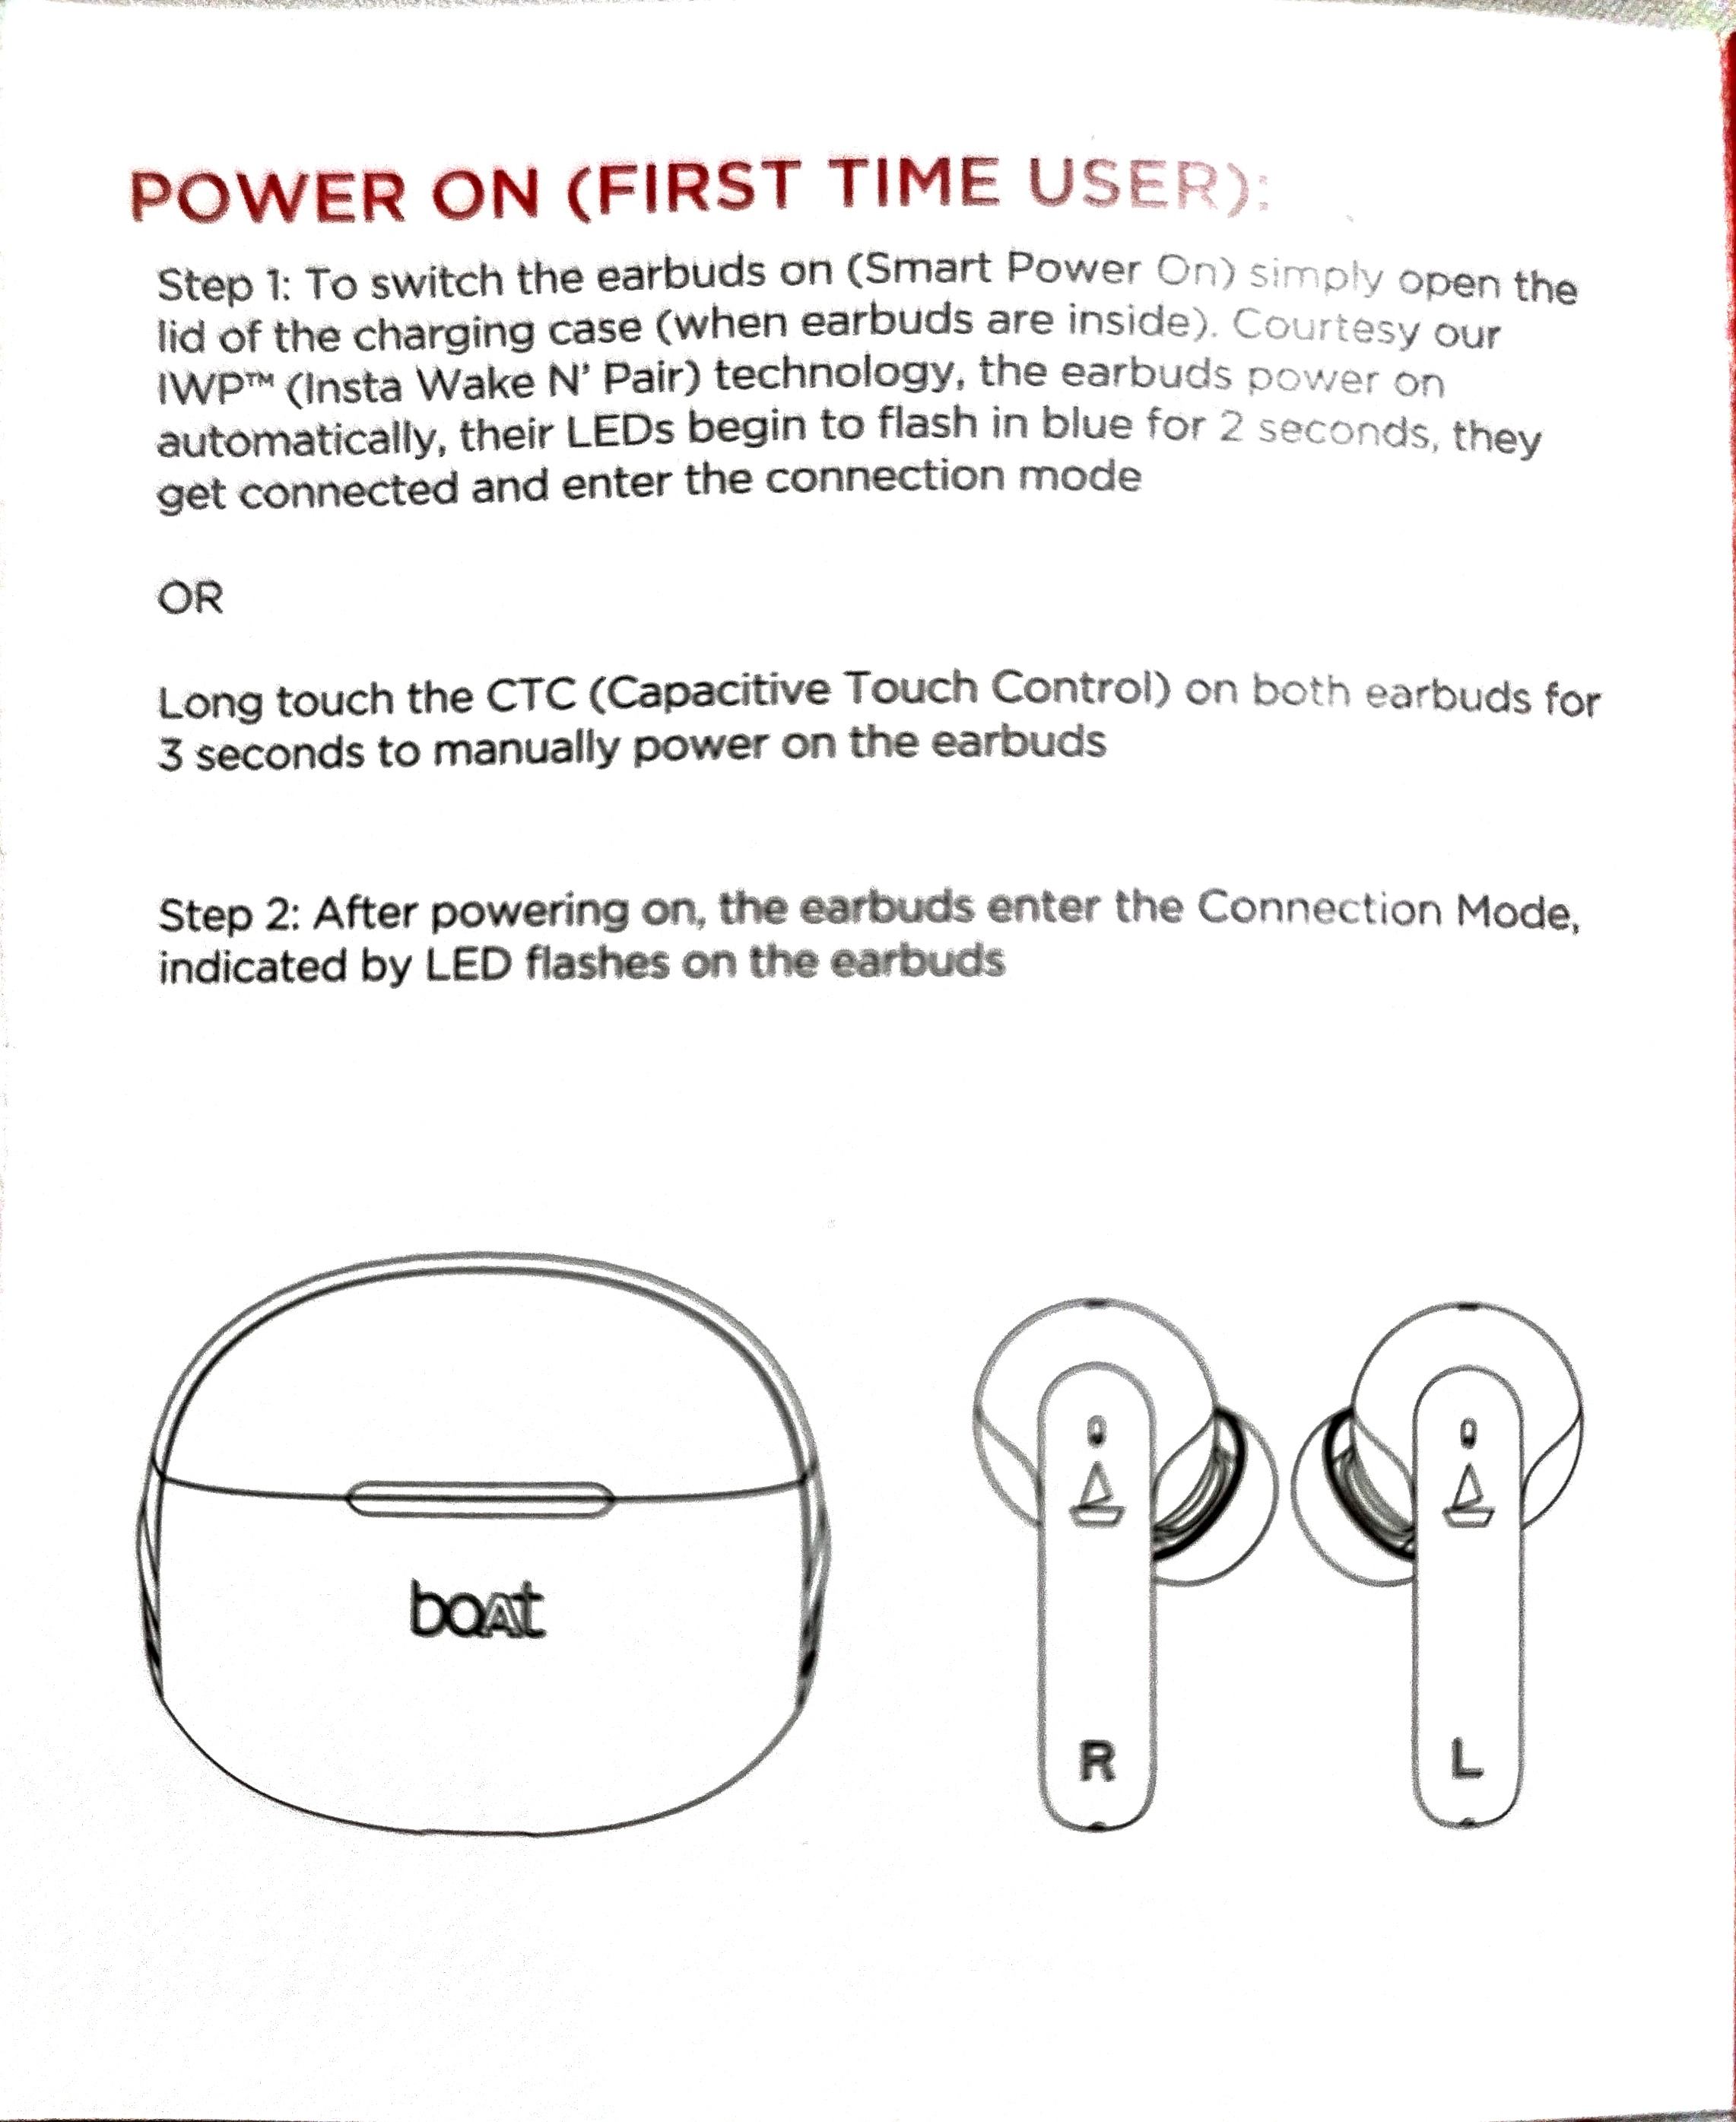 POWER ON (FIRST TIME USER):
Step 1: To switch the earbuds on (Smart Power On) simply open the
lid of the charging case (when earbuds are inside). Courtesy our
IWP™ (Insta Wake N' Pair) technology, the earbuds power on
automatically, their LEDs begin to flash in blue for 2 seconds, they
get connected and enter the connection mode
OR
Long touch the CTC (Capacitive Touch Control) on both earbuds for
3 seconds to manually power on the earbuds
Step 2: After powering on, the earbuds enter the Connection Mode,
indicated by LED flashes on the earbuds
boAt
R L